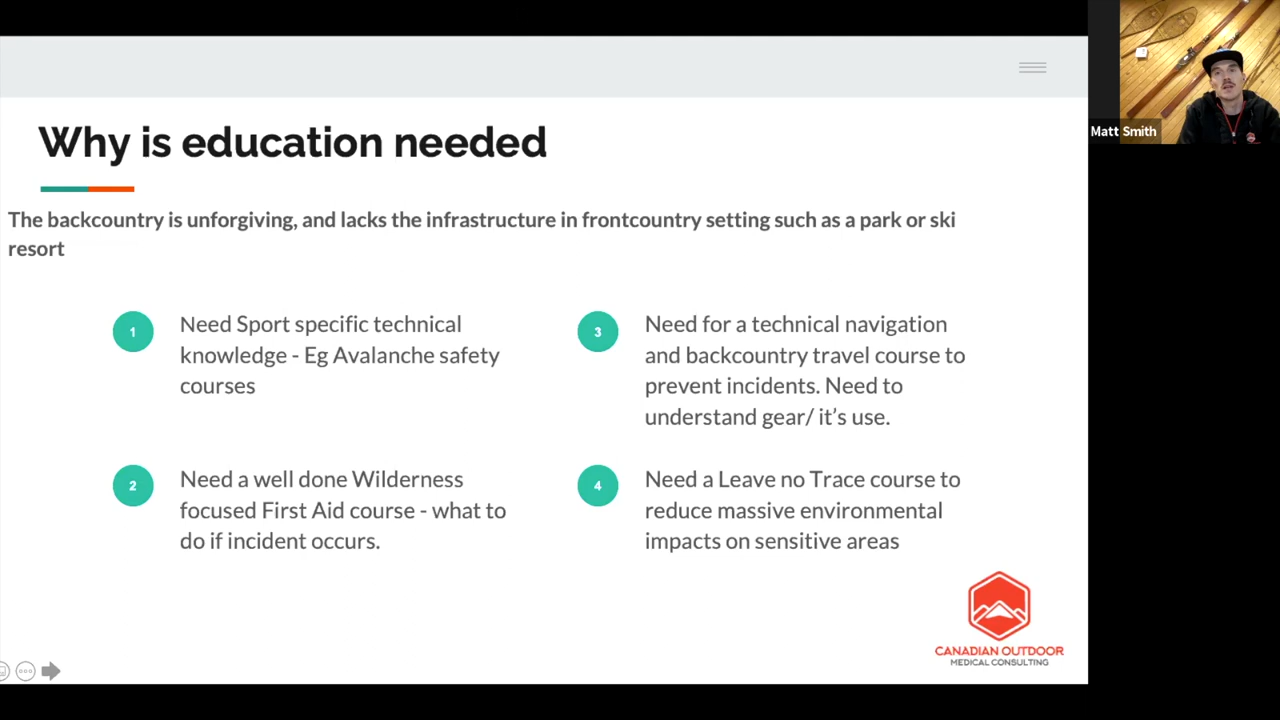 Why is education needed
The backcountry is unforgiving, and lacks the infrastructure in frontcountry setting such as a park or ski
resort
1
Need Sport specific technical
knowledge - Eg Avalanche safety
courses
2
Need a well done Wilderness
focused First Aid course - what to
do if incident occurs.
3
Need for a technical navigation
and backcountry travel course to
prevent incidents. Need to
understand gear/ it’s use.
4
Need a Leave no Trace course to
reduce massive environmental
impacts on sensitive areas
CANADIAN OUTDOOR
MEDICAL CONSULTING
Matt Smith